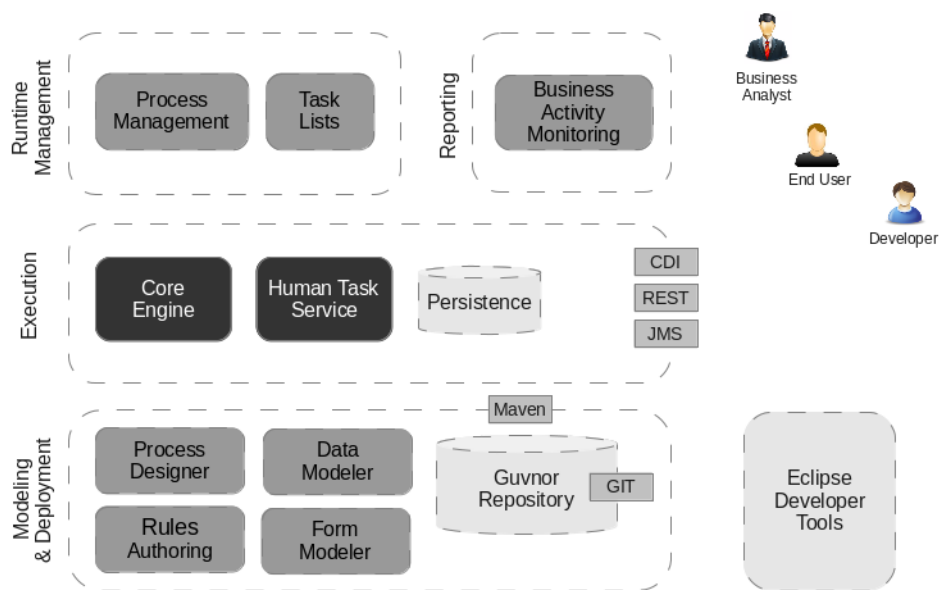 Runtime
Management
Process
Management
Task
Lists
Reporting
Business
Activity
Monitoring
Business
Analyst
End User
Developer
Execution
Core
Engine
Human Task
Service
Persistence
CDI
REST
JMS
Modeling
& Deployment
Process
Designer
Data
Modeler
Rules
Authoring
Form
Modeler
Maven
Guvnor
Repository
GIT
Eclipse
Developer
Tools